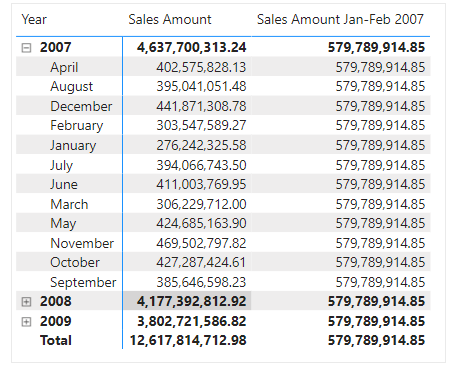 Year Sales Amount Sales Amount Jan-Feb 2007
2007 4,637,700,313.24 579,789,914.85
April 402,575,828.13 579,789,914.85
August 395,041,051.48 579,789,914.85
December 441,871,308.78 579,789,914.85
February 303,547,589.27 579,789,914.85
January 276,242,325.58 579,789,914.85
July 394,066,743.50 579,789,914.85
June 411,003,769.95 579,789,914.85
March 306,229,712.00 579,789,914.85
May 424,685,163.90 579,789,914.85
November 469,502,797.82 579,789,914.85
October 427,287,424.61 579,789,914.85
September 385,646,598.23 579,789,914.85
2008 4,177,392,812.92 579,789,914.85
2009 3,802,721,586.82 579,789,914.85
Total 12,617,814,712.98 579,789,914.85